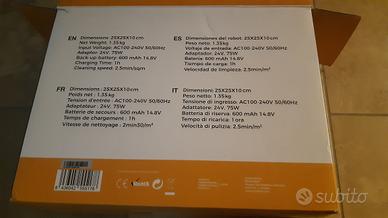 EN
Dimensions: 25X25X10cm
Net Weight: 1.35kg
Input Voltage: AC100-240V 50/60Hz
Adaptor: 24V, 75W
Back-up battery: 600 mAh 14.8V
Charging Time: 1h
Cleaning speed: 2.5min/sqm
ES
Dimensiones del robot: 25X25X10cm
Peso neto: 1.35kg
Voltaje de entrada: AC100-240V 50/60Hz
Adaptador: 24V, 75W
Batería: 600 mAh 14.8V
Tiempo de carga: 1h
Velocidad de limpieza: 2.5min/m²
FR
Dimensions : 25X25X10 cm
Poids net : 1.35kg
Tension d'entrée : AC100-240V 50/60Hz
Adaptateur : 24V, 75W
Batterie de secours : 600 mAh 14.8V
Temps de chargement : 1h
Vitesse de nettoyage : 2min30/m²
IT
Dimensioni: 25X25X10cm
Peso netto: 1.35kg
Tensione di ingresso: AC100-240V 50/60Hz
Adattatore: 24V, 75W
Batteria di riserva: 600 mAh 14.8V
Tempo di ricarica: 1 ora
Velocità di pulizia: 2.5min/m²
RoHS
subito